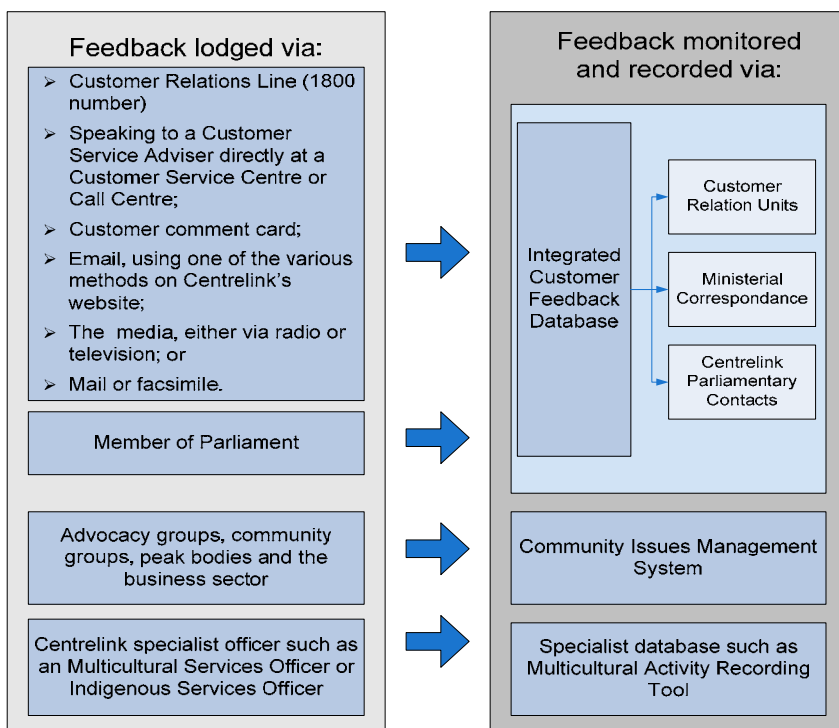 Feedback lodged via:
➢ Customer Relations Line (1800
number)
➢ Speaking to a Customer
Service Adviser directly at a
Customer Service Centre or
Call Centre;
➢ Customer comment card;
➢ Email, using one of the various
methods on Centrelink's
website;
➢ The media, either via radio or
television; or
➢ Mail or facsimile.
Member of Parliament
Advocacy groups, community
groups, peak bodies and the
business sector
Centrelink specialist officer such as
an Multicultural Services Officer or
Indigenous Services Officer
Feedback monitored
and recorded via:
Integrated
Customer
Feedback
Database
Customer
Relation Units
Ministerial
Correspondance
Centrelink
Parliamentary
Contacts
Community Issues Management
System
Specialist database such as
Multicultural Activity Recording
Tool